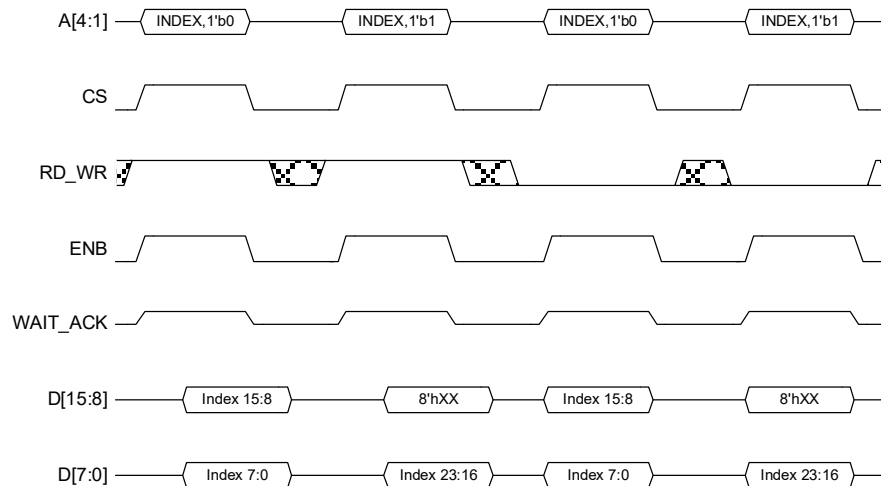 A[4:1] INDEX,1'b0 INDEX,1'b1 INDEX,1'b0 INDEX,1'b1
CS
RD_WR
ENB
WAIT_ACK
D[15:8] Index 15:8 8'hXX Index 15:8 8'hXX
D[7:0] Index 7:0 Index 23:16 Index 7:0 Index 23:16